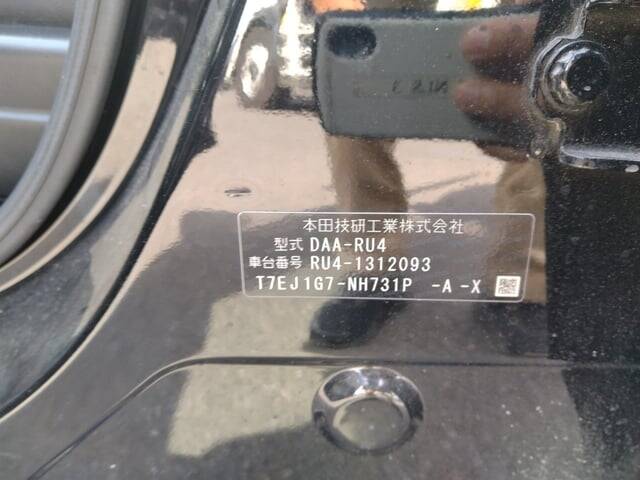 本田技研工業株式会社
型式 DAA-RU4
車台番号 RU4-1312093
T7EJ1G7-NH731P -A -X